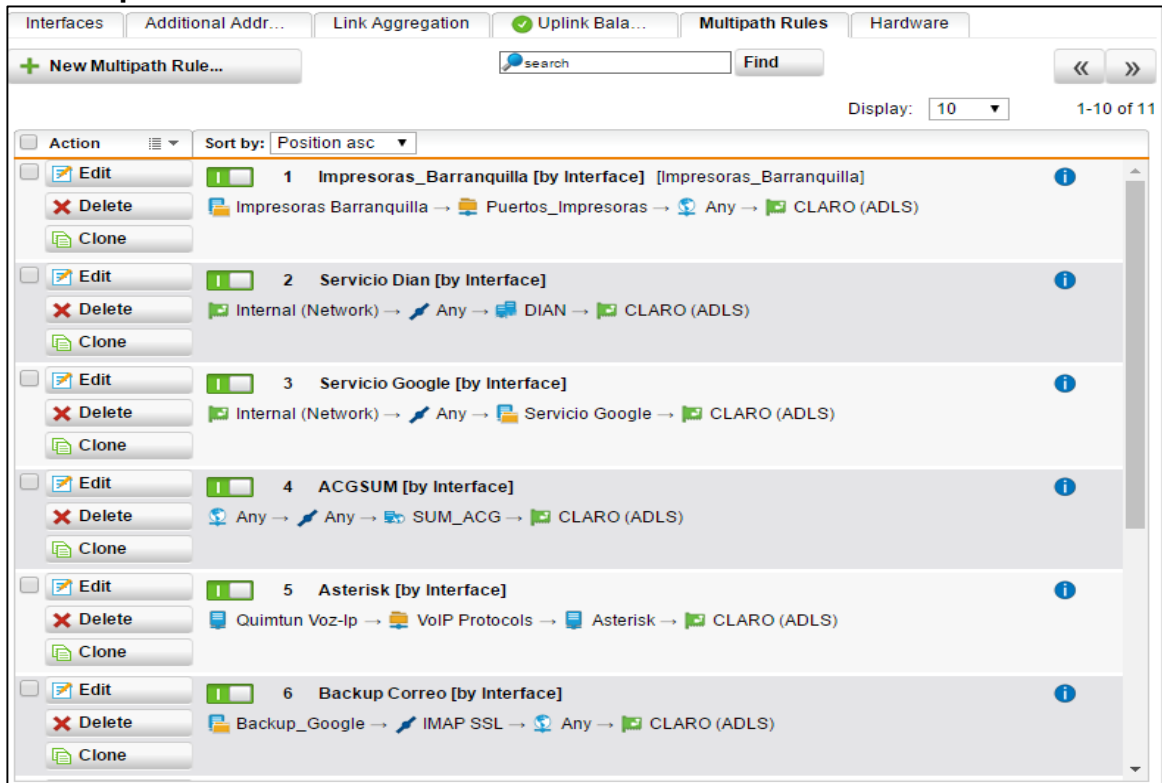 Interfaces Additional Addr... Link Aggregation Uplink Bala... Multipath Rules Hardware
New Multipath Rule... search Find « »
Display: 10 1-10 of 11
Action Sort by: Position asc
Edit 1 Impresoras_Barranquilla [by Interface] [Impresoras_Barranquilla]
Delete Impresoras Barranquilla → Puertos_Impresoras → Any → CLARO (ADLS)
Clone
Edit 2 Servicio Dian [by Interface]
Delete Internal (Network) → Any → DIAN → CLARO (ADLS)
Clone
Edit 3 Servicio Google [by Interface]
Delete Internal (Network) → Any → Servicio Google → CLARO (ADLS)
Clone
Edit 4 ACGSUM [by Interface]
Delete Any → Any → SUM_ACG → CLARO (ADLS)
Clone
Edit 5 Asterisk [by Interface]
Delete Quimtun Voz-Ip → VoIP Protocols → Asterisk → CLARO (ADLS)
Clone
Edit 6 Backup Correo [by Interface]
Delete Backup_Google → IMAP SSL → Any → CLARO (ADLS)
Clone